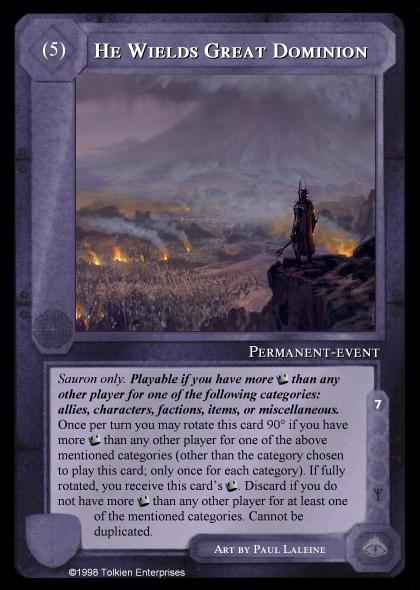 (5) He Wields Great Dominion
Permanent-event
Sauron only. Playable if you have more than any
other player for one of the following categories:
allies, characters, factions, items, or miscellaneous.
Once per turn you may rotate this card 90° if you have
more than any other player for one of the above
mentioned categories (other than the category chosen
to play this card; only once for each category). If fully
rotated, you receive this card's . Discard if you do
not have more than any other player for at least one
of the mentioned categories. Cannot be
duplicated.
7
Art by Paul Laleine
©1998 Tolkien Enterprises